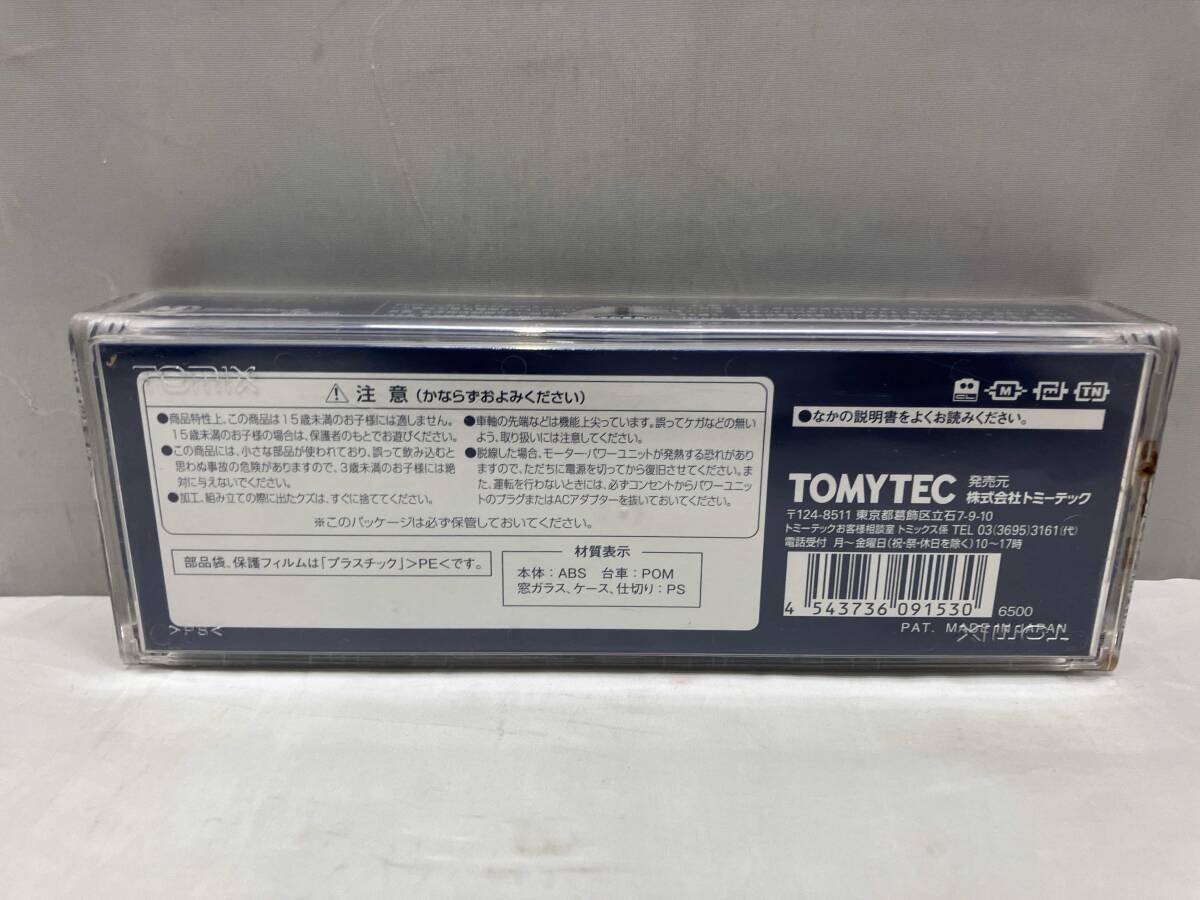 TOMIX
注意(かならずおよみください)
●商品特性上、この商品は15歳未満のお子様には適しません。
15歳未満のお子様の場合は、保護者のもとでお遊びください。
●この商品には、小さな部品が使われており、誤って飲み込むと
思わぬ事故の危険がありますので、3歳未満のお子様には絶
対に与えないでください。
●加工、組み立ての際に出たクズは、すぐに捨ててください。
●車軸の先端などは機能上尖っています。誤ってケガなどの無い
よう、取り扱いには注意してください。
●脱線した場合、モーター・パワーユニットが発熱する恐れがあり
ますので、ただちに電源を切ってから復旧させてください。ま
た、運転を行わないときには、必ずコンセントからパワーユニッ
トのプラグまたはACアダプターを抜いておいてください。
※このパッケージは必ず保管しておいてください。
部品袋、保護フィルムは「プラスチック」>PE<です。
材質表示
本体:ABS 台車:POM
窓ガラス、ケース、仕切り:PS
>PS<
CL M m TN
●なかの説明書をよくお読みください。
TOMYTEC 発売元 株式会社トミーテック
〒124-8511 東京都葛飾区立石7-9-10
トミーテックお客様相談室 トミックス係 TEL 03(3695)3161(代)
電話受付 月~金曜日(祝・祭・休日を除く)10~17時
4 543736 091530
6500
PAT. MADE IN JAPAN
TOMIX